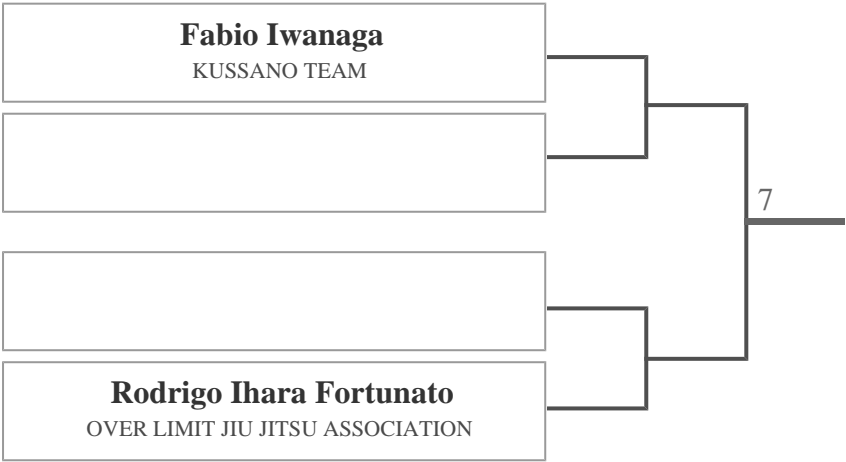 Fabio Iwanaga
KUSSANO TEAM
7
Rodrigo Ihara Fortunato
OVER LIMIT JIU JITSU ASSOCIATION